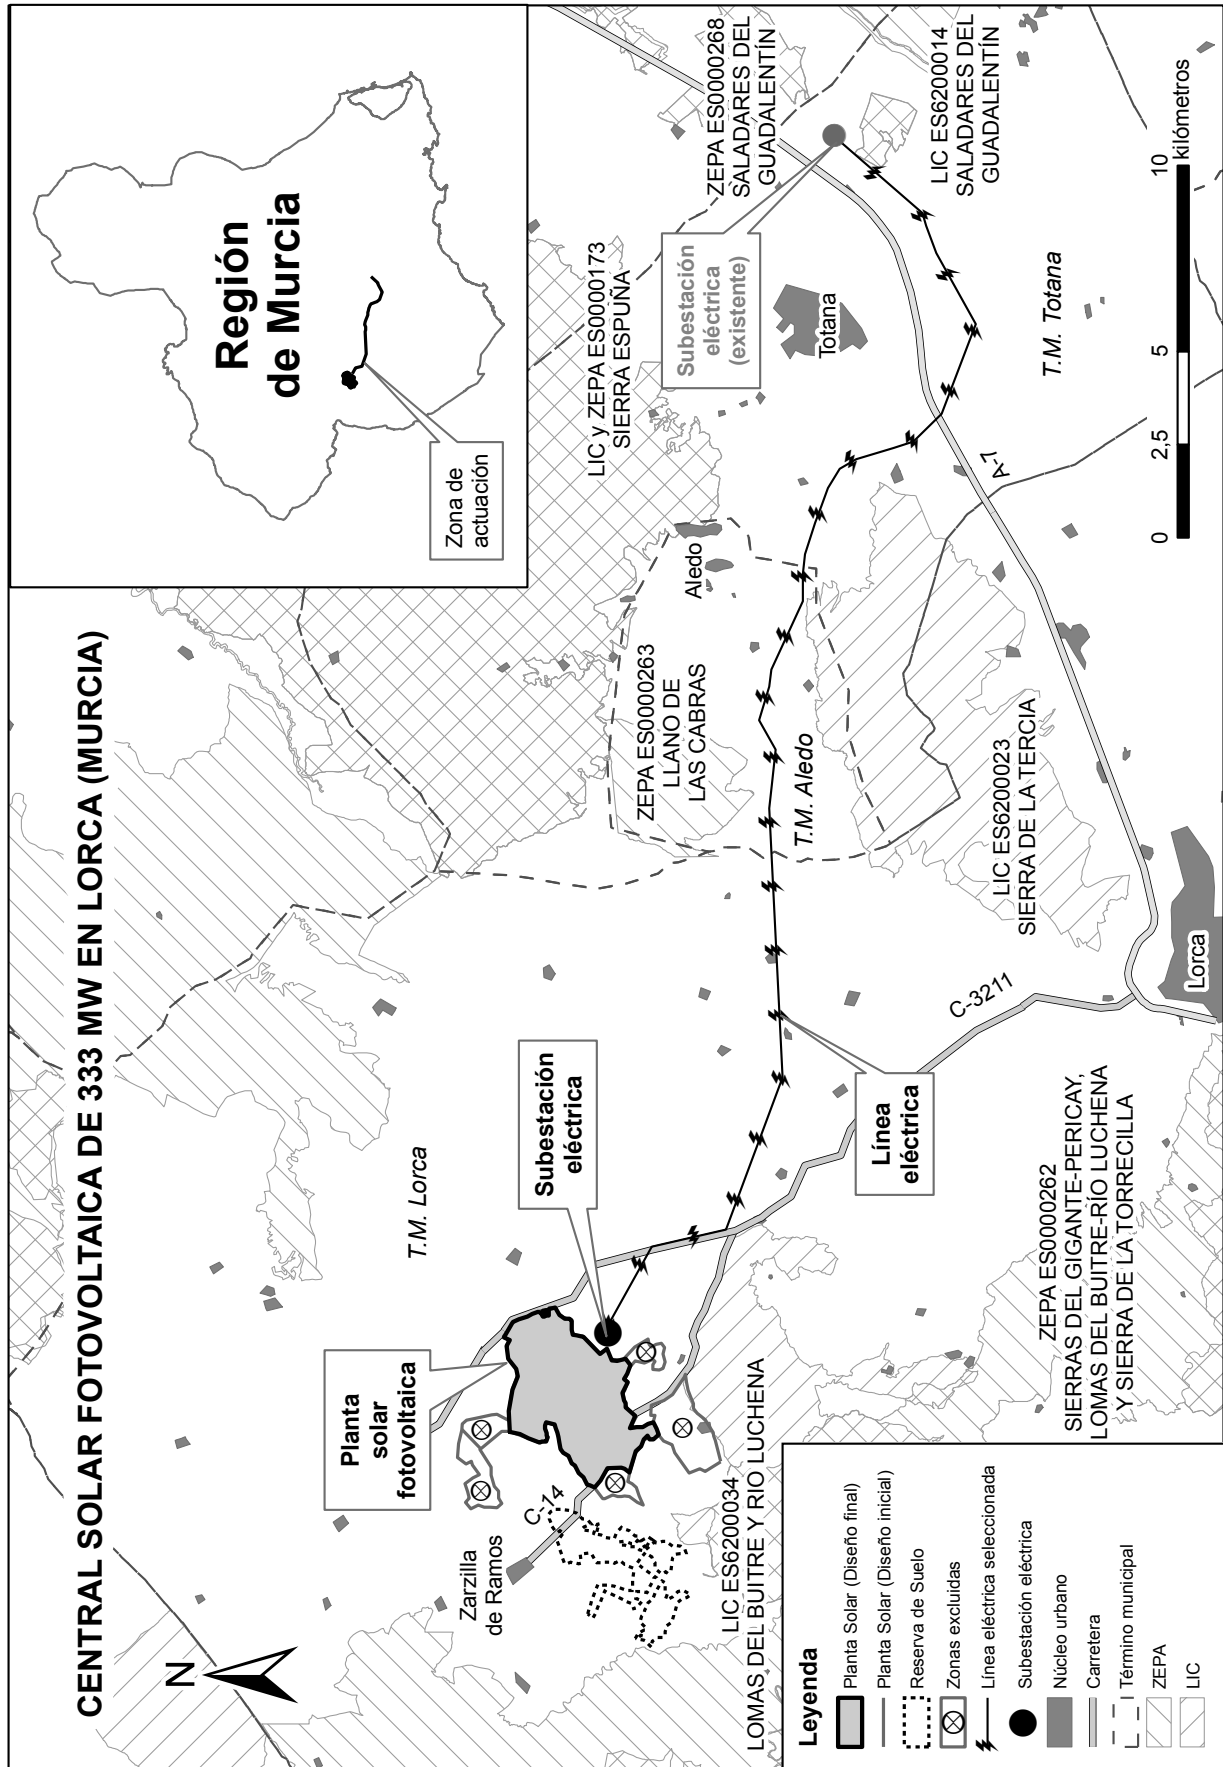 CENTRAL SOLAR FOTOVOLTAICA DE 333 MW EN LORCA (MURCIA)
N
Región
de Murcia
Zona de
actuación
LIC y ZEPA ES0000173
SIERRA ESPUÑA
ZEPA ES0000268
SALADARES DEL
GUADALENTÍN
LIC ES6200014
SALADARES DEL
GUADALENTÍN
Subestación
eléctrica
(existente)
Totana
T.M. Totana
Aledo
ZEPA ES0000263
LLANO DE
LAS CABRAS
T.M. Aledo
A-7
LIC ES6200023
SIERRA DE LA TERCIA
T.M. Lorca
Subestación
eléctrica
Planta
solar
fotovoltaica
Línea
eléctrica
C-3211
Lorca
Zarzilla
de Ramos
C-14
LIC ES6200034
LOMAS DEL BUITRE Y RIO LUCHENA
ZEPA ES0000262
SIERRAS DEL GIGANTE-PERICAY,
LOMAS DEL BUITRE-RÍO LUCHENA
Y SIERRA DE LA TORRECILLA
0 2,5 5 10
kilómetros
Leyenda
Planta Solar (Diseño final)
Planta Solar (Diseño inicial)
Reserva de Suelo
Zonas excluidas
Línea eléctrica seleccionada
Subestación eléctrica
Núcleo urbano
Carretera
Término municipal
ZEPA
LIC